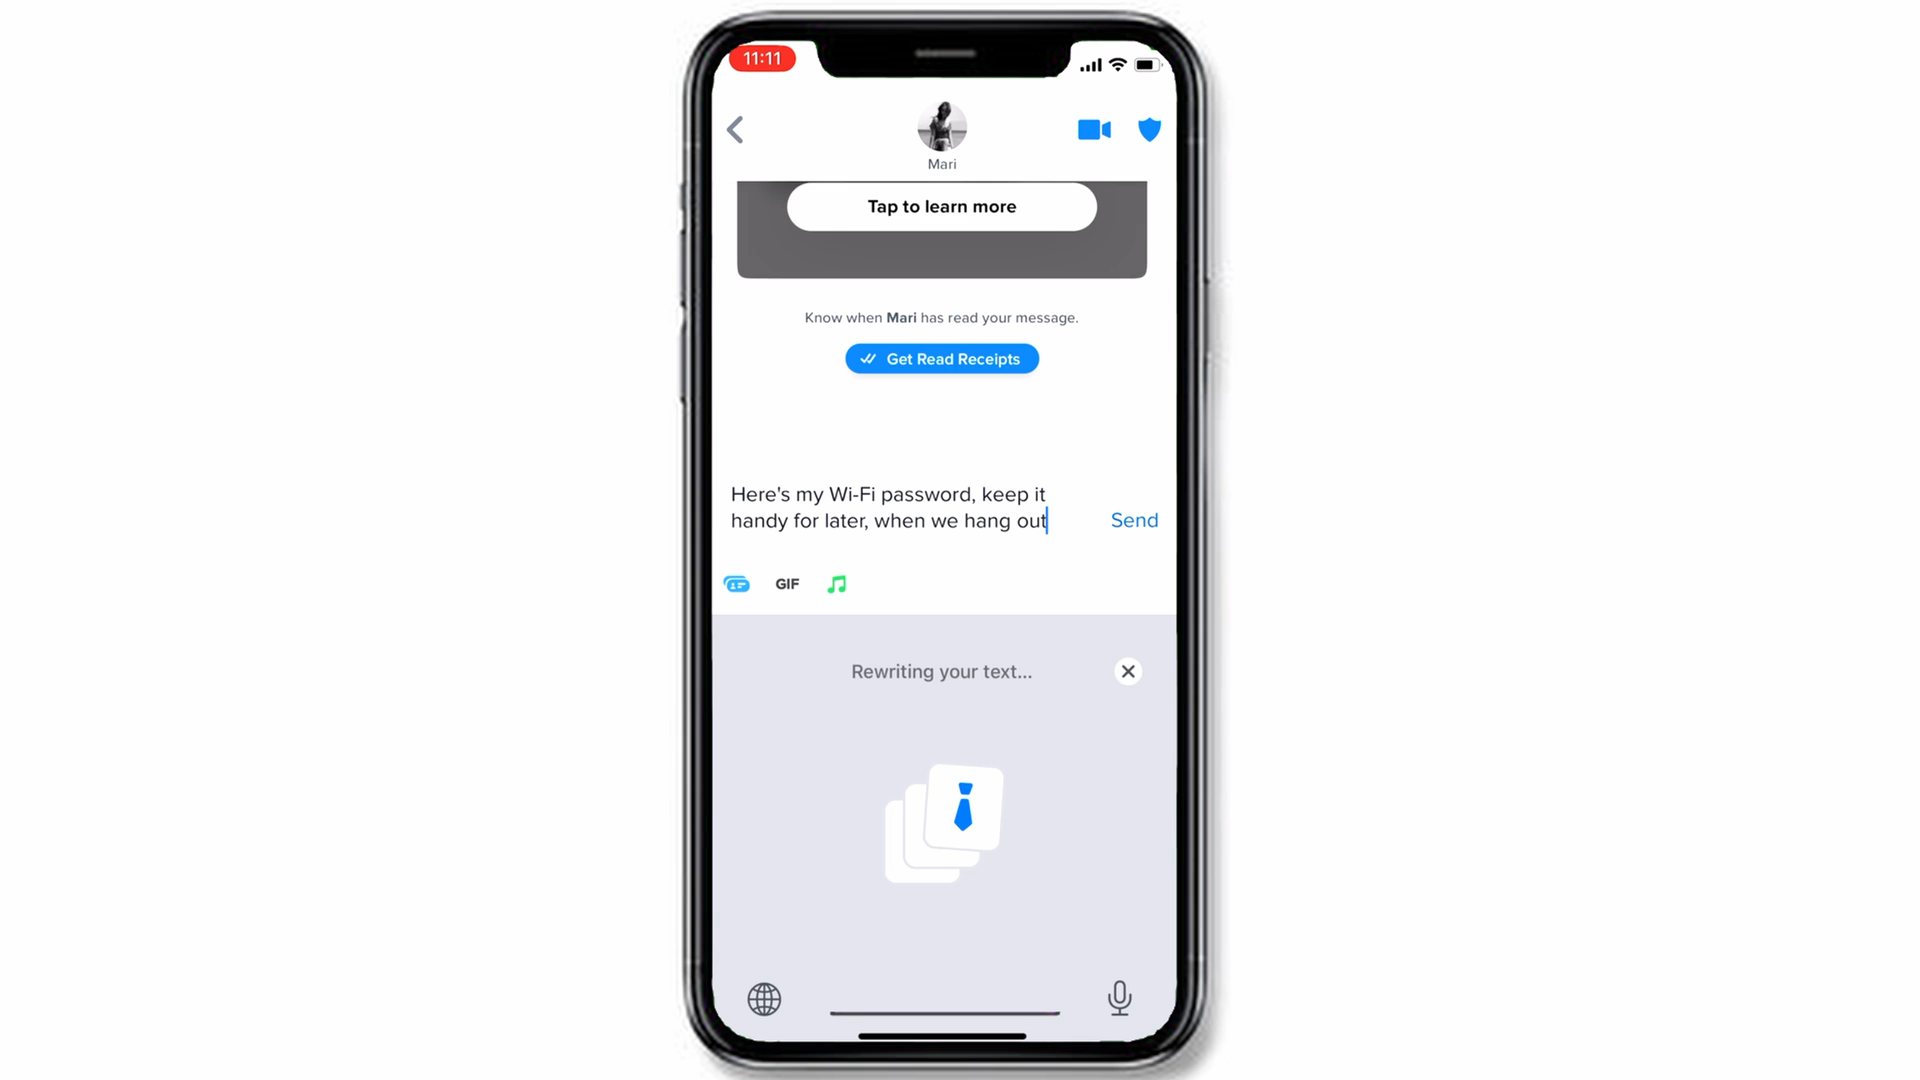 11:11
Mari
Tap to learn more
Know when Mari has read your message.
Get Read Receipts
Here's my Wi-Fi password, keep it
handy for later, when we hang out
Send
GIF
Rewriting your text...